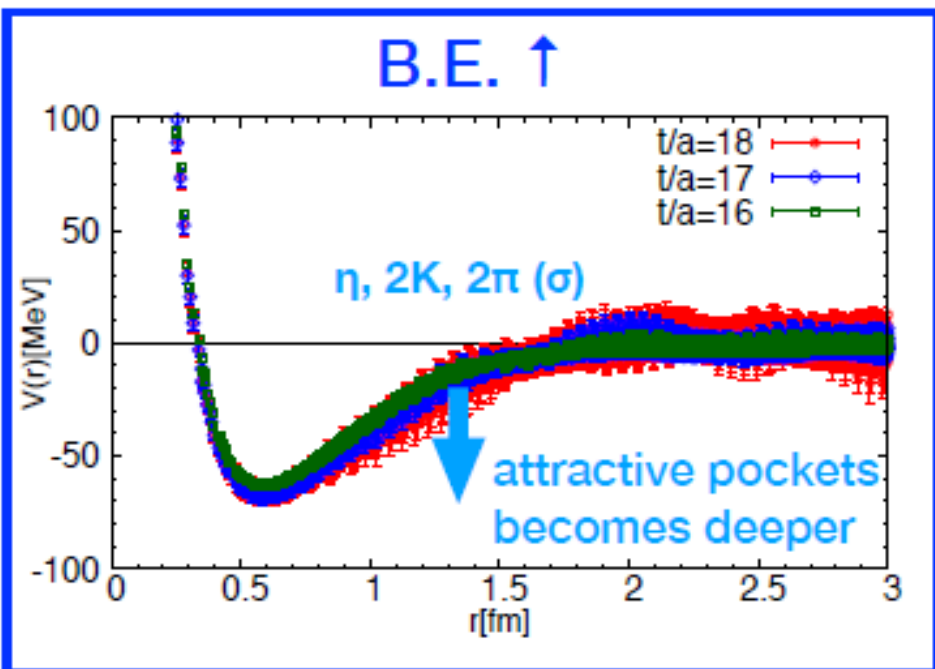 B.E. ↑
100
50
0
-50
-100
V(r)[MeV]
t/a=18
t/a=17
t/a=16
η, 2K, 2π (σ)
attractive pockets
becomes deeper
0 0.5 1 1.5 2 2.5 3
r[fm]